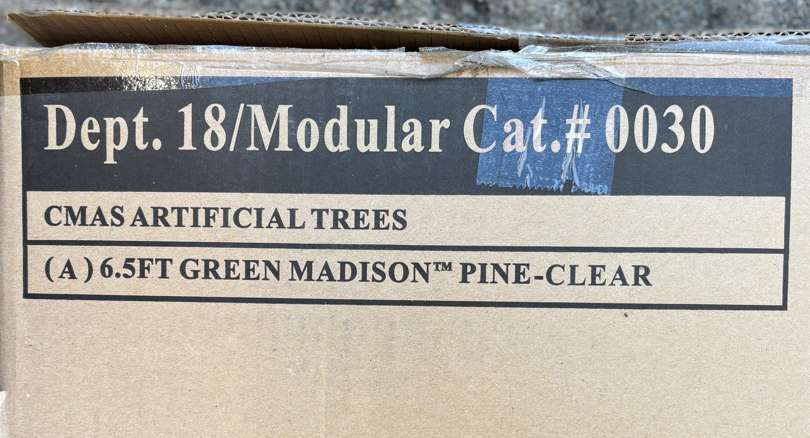 Dept. 18/Modular Cat.# 0030
CMAS ARTIFICIAL TREES
(A) 6.5FT GREEN MADISON™ PINE-CLEAR